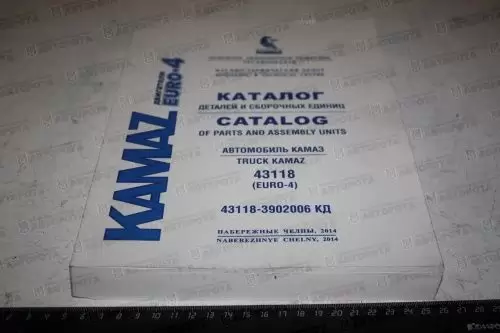 КАТАЛОГ
ДЕТАЛЕЙ И СБОРОЧНЫХ ЕДИНИЦ
CATALOG
OF PARTS AND ASSEMBLY UNITS
АВТОМОБИЛЬ КАМАЗ
TRUCK KAMAZ
43118
(EURO-4)
43118-3902006 КД
НАБЕРЕЖНЫЕ ЧЕЛНЫ, 2014
NABEREZHNYE CHELNY, 2014
KAMAZ
ДВИГАТЕЛИ
EURO-4